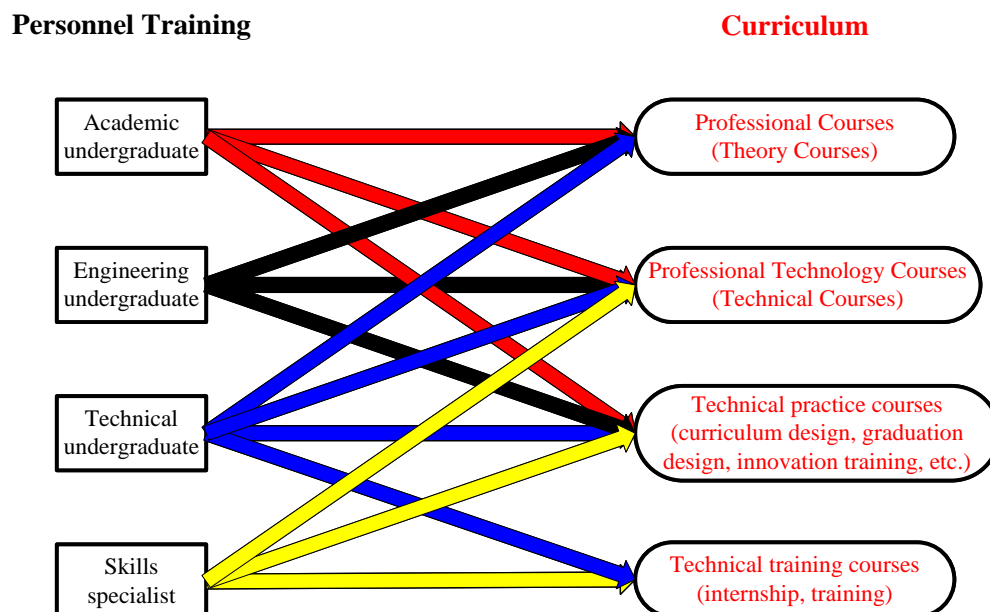 Personnel Training
Curriculum
Academic
undergraduate
Professional Courses
(Theory Courses)
Engineering
undergraduate
Professional Technology Courses
(Technical Courses)
Technical
undergraduate
Technical practice courses
(curriculum design, graduation
design, innovation training, etc.)
Skills
specialist
Technical training courses
(internship, training)